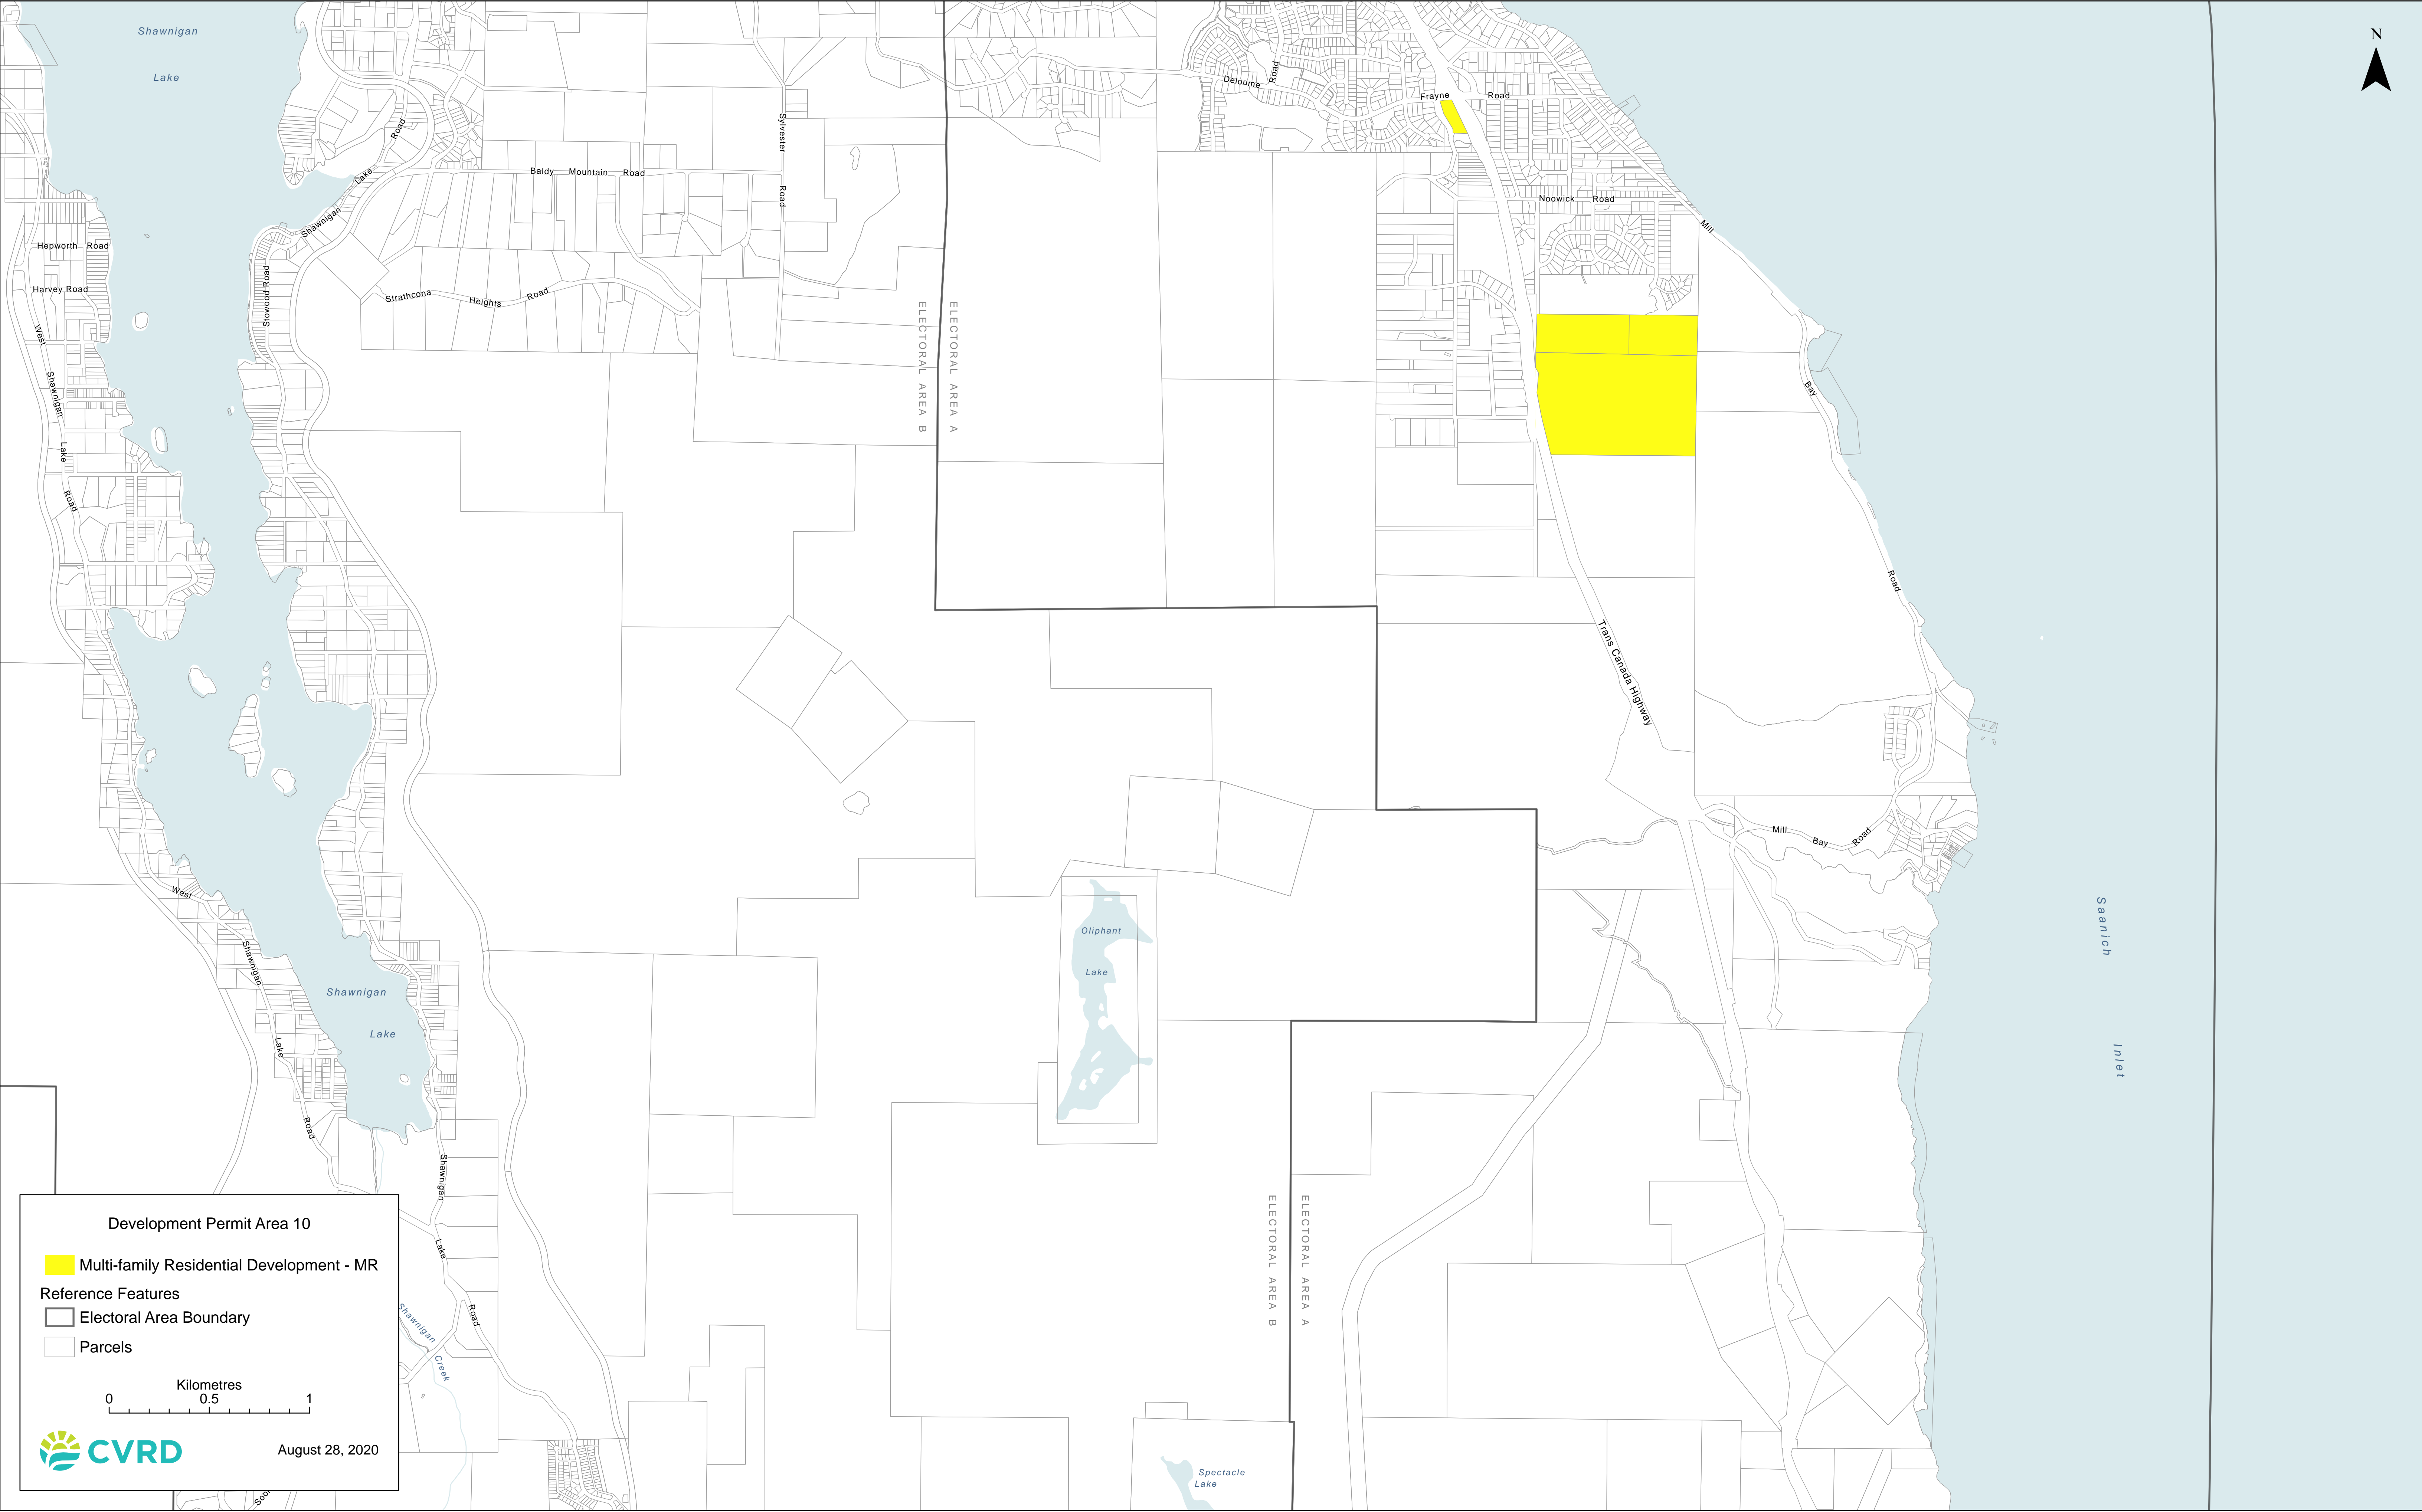 Shawnigan
Lake
N
Deloume
Road
Frayne
Road
Sylvester
Road
Road
Lake
Shawnigan
Baldy Mountain Road
Noowick Road
Mill
Hepworth Road
Harvey Road
Stowood Road
Strathcona Heights Road
ELECTORAL AREA B
ELECTORAL AREA A
West
Shawnigan
Lake
Road
Bay
Road
Trans Canada Highway
Mill Bay Road
West
Shawnigan
Lake
Road
Shawnigan
Lake
Oliphant
Lake
Saanich
Inlet
Shawnigan
Lake
Road
ELECTORAL AREA B
ELECTORAL AREA A
Shawnigan
Creek
Spectacle
Lake
Development Permit Area 10
Multi-family Residential Development - MR
Reference Features
Electoral Area Boundary
Parcels
Kilometres
0 0.5 1
CVRD
August 28, 2020